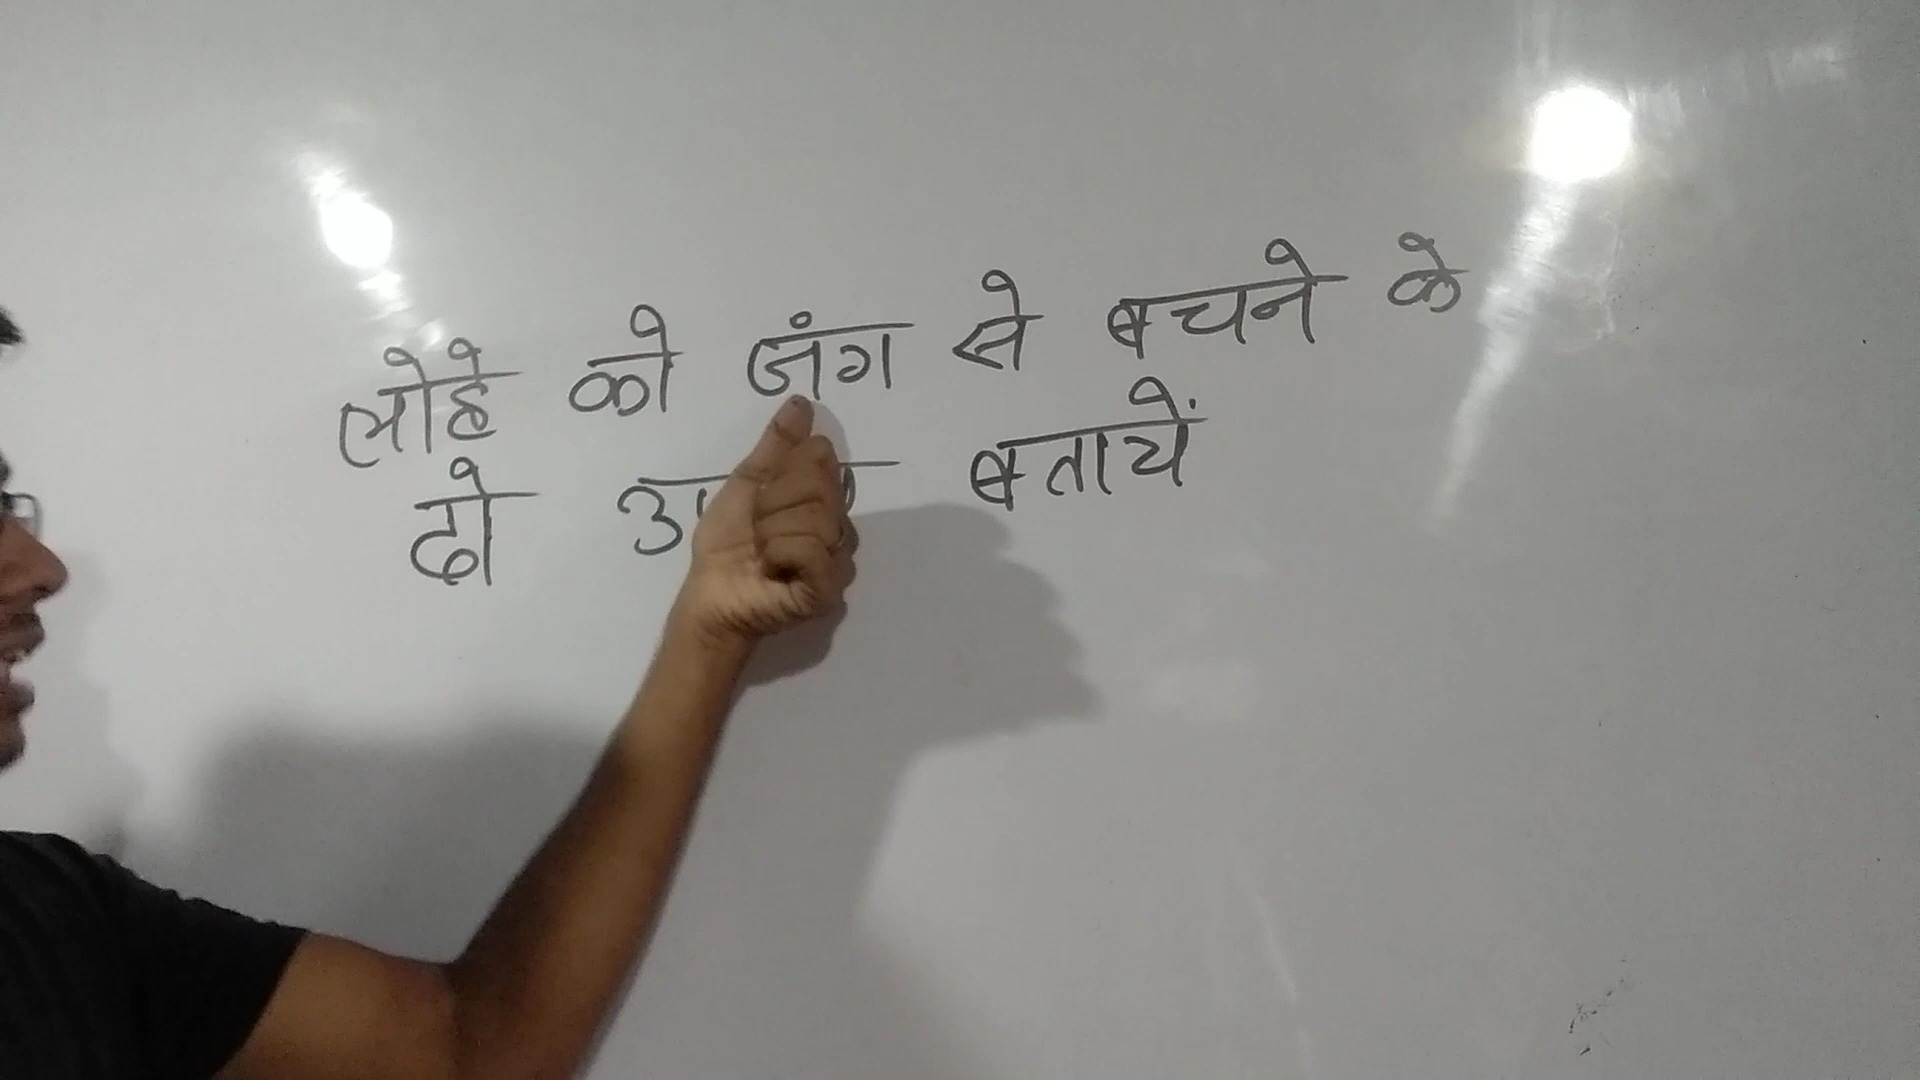 लोहे को जंग से बचने के
दो बतायें